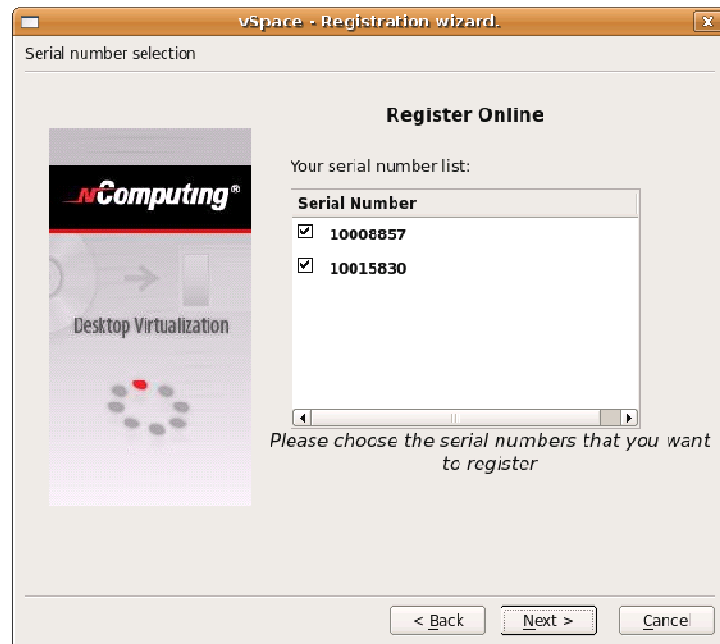 vSpace - Registration wizard.
Serial number selection
Register Online
Your serial number list:
NComputing®
Serial Number
10008857
10015830
Desktop Virtualization
Please choose the serial numbers that you want
to register
< Back
Next >
Cancel